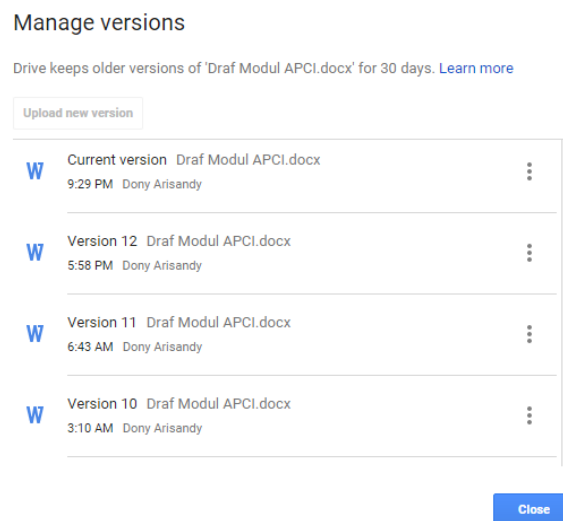 Manage versions
Drive keeps older versions of 'Draf Modul APCI.docx' for 30 days. Learn more
Upload new version
Current version Draf Modul APCI.docx
9:29 PM Dony Arisandy
Version 12 Draf Modul APCI.docx
5:58 PM Dony Arisandy
Version 11 Draf Modul APCI.docx
6:43 AM Dony Arisandy
Version 10 Draf Modul APCI.docx
3:10 AM Dony Arisandy
Close